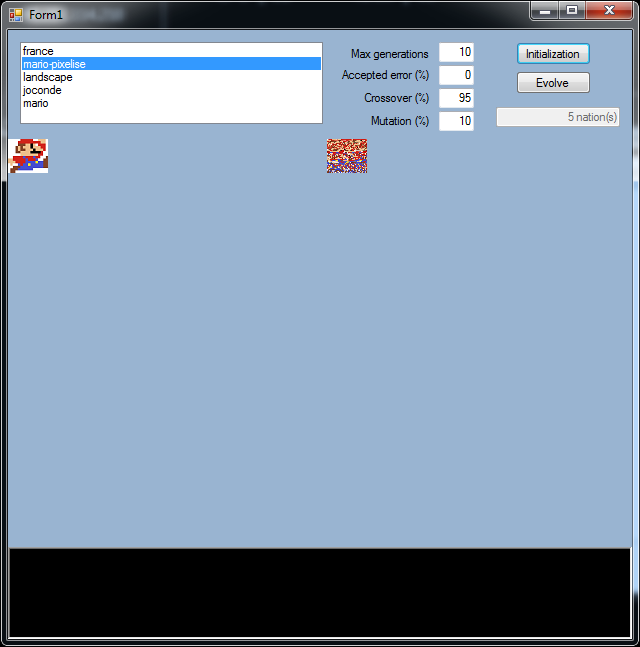 Form1
france
mario-pixelise
landscape
joconde
mario
Max generations 10
Accepted error (%) 0
Crossover (%) 95
Mutation (%) 10
Initialization
Evolve
5 nation(s)